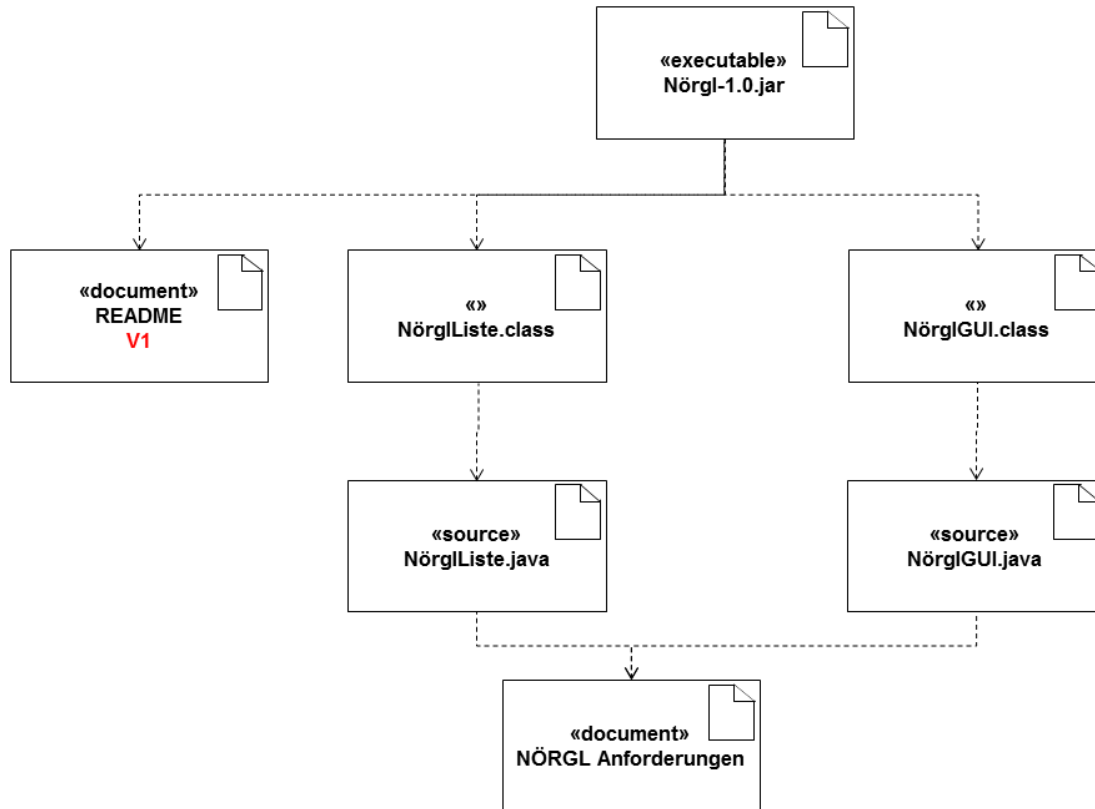 «executable»
Nörgl-1.0.jar
«document»
README
V1
«»
NörglListe.class
«»
NörglGUI.class
«source»
NörglListe.java
«source»
NörglGUI.java
«document»
NÖRGL Anforderungen